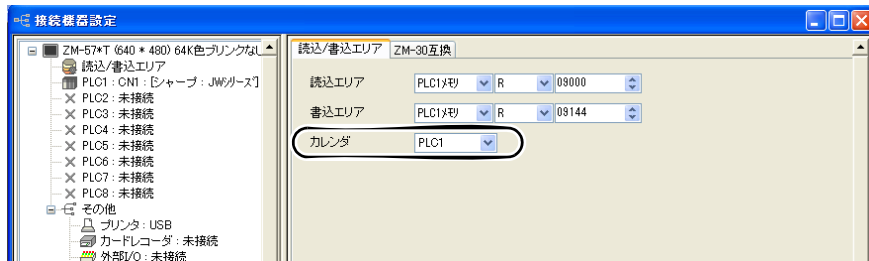 接続機器設定
ZM-57*T (640 * 480) 64K色ブリンクなし
読込/書込エリア
PLC1 : CN1 : [シャープ : JWシリーズ]
PLC2 : 未接続
PLC3 : 未接続
PLC4 : 未接続
PLC5 : 未接続
PLC6 : 未接続
PLC7 : 未接続
PLC8 : 未接続
その他
プリンタ : USB
カードレコーダ : 未接続
外部I/O : 未接続
読込/書込エリア ZM-30互換
読込エリア PLC1メモリ R 09000
書込エリア PLC1メモリ R 09144
カレンダ PLC1